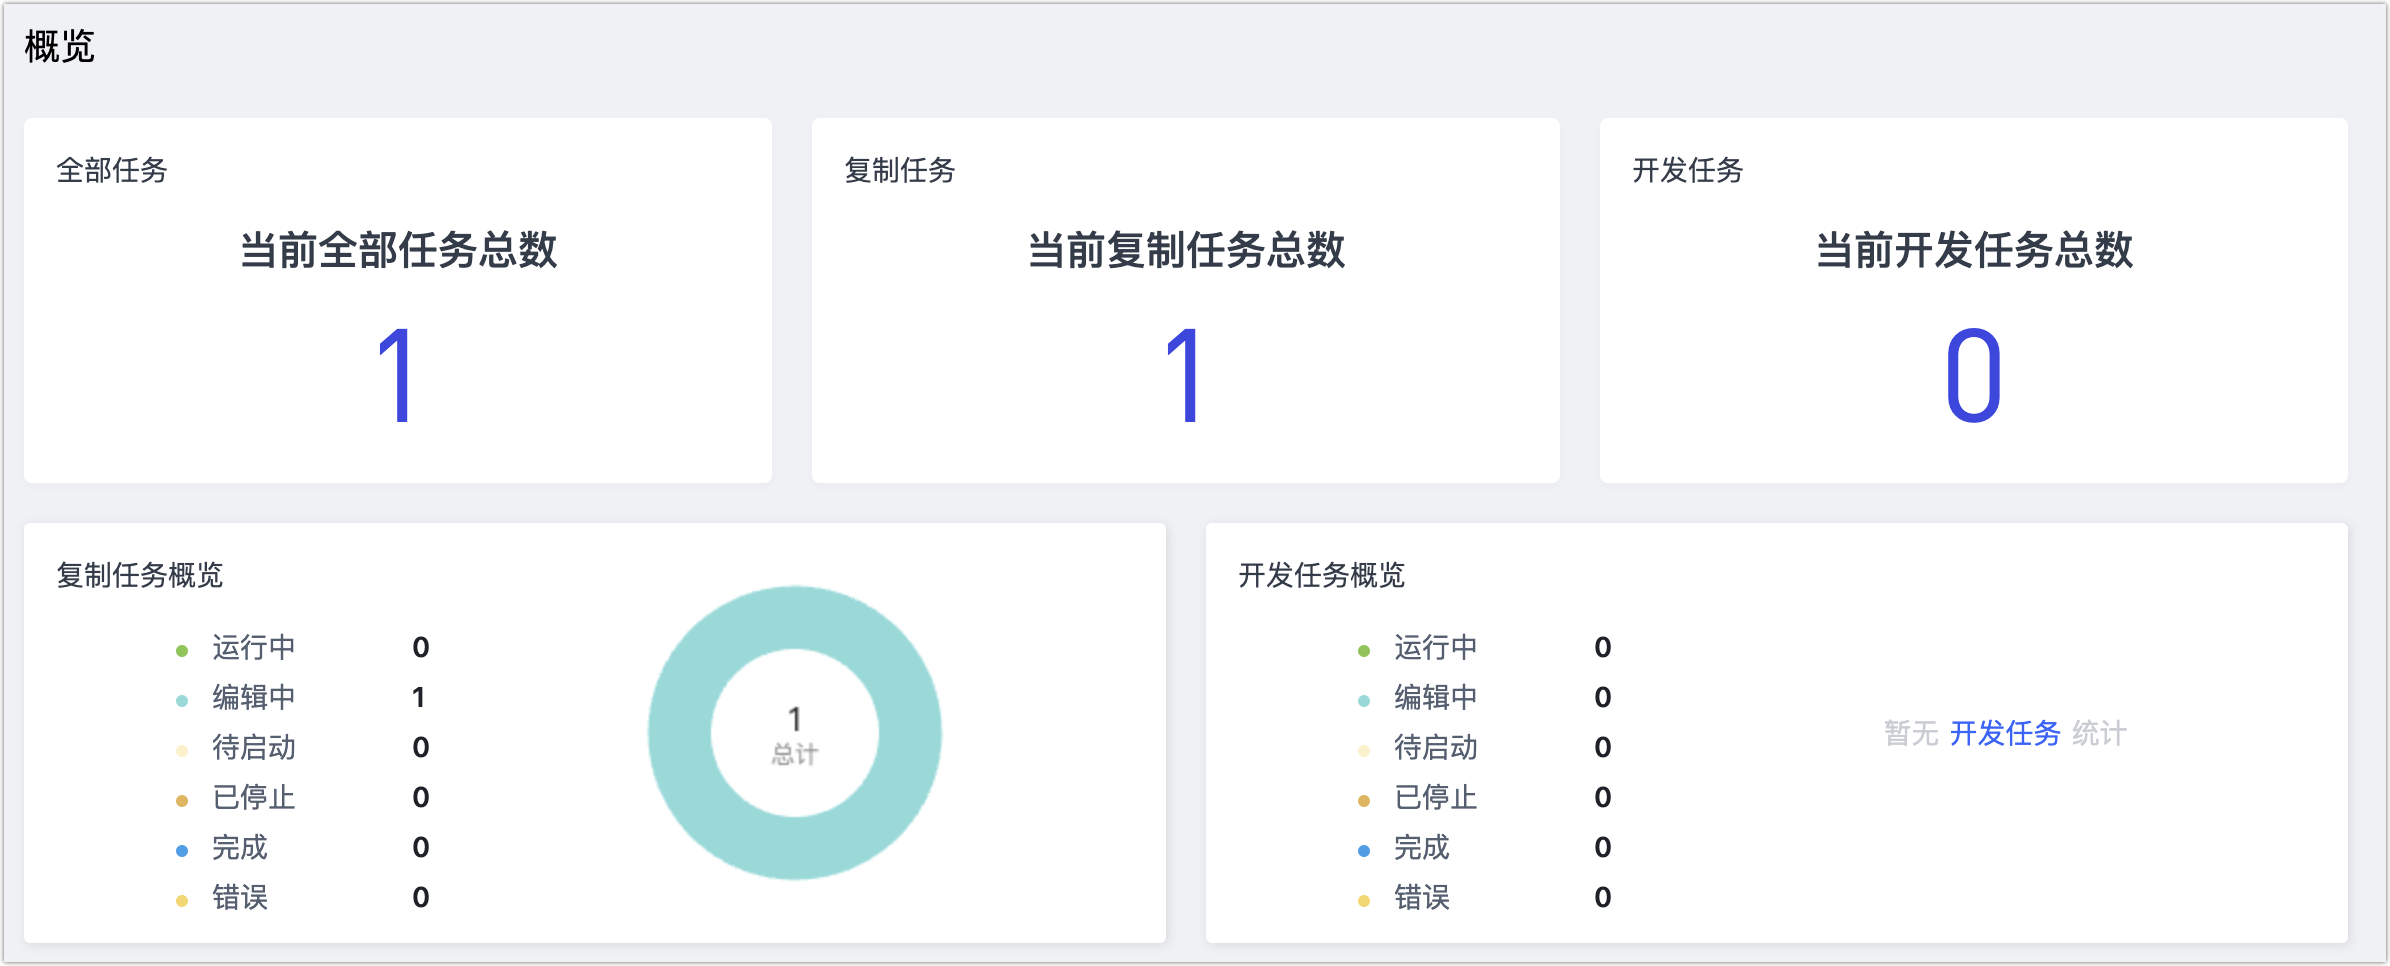 概览
全部任务
当前全部任务总数
1
复制任务
当前复制任务总数
1
开发任务
当前开发任务总数
0
复制任务概览
运行中 0
编辑中 1
待启动 0
已停止 0
完成 0
错误 0
1
总计
开发任务概览
运行中 0
编辑中 0
待启动 0
已停止 0
完成 0
错误 0
暂无 开发任务 统计